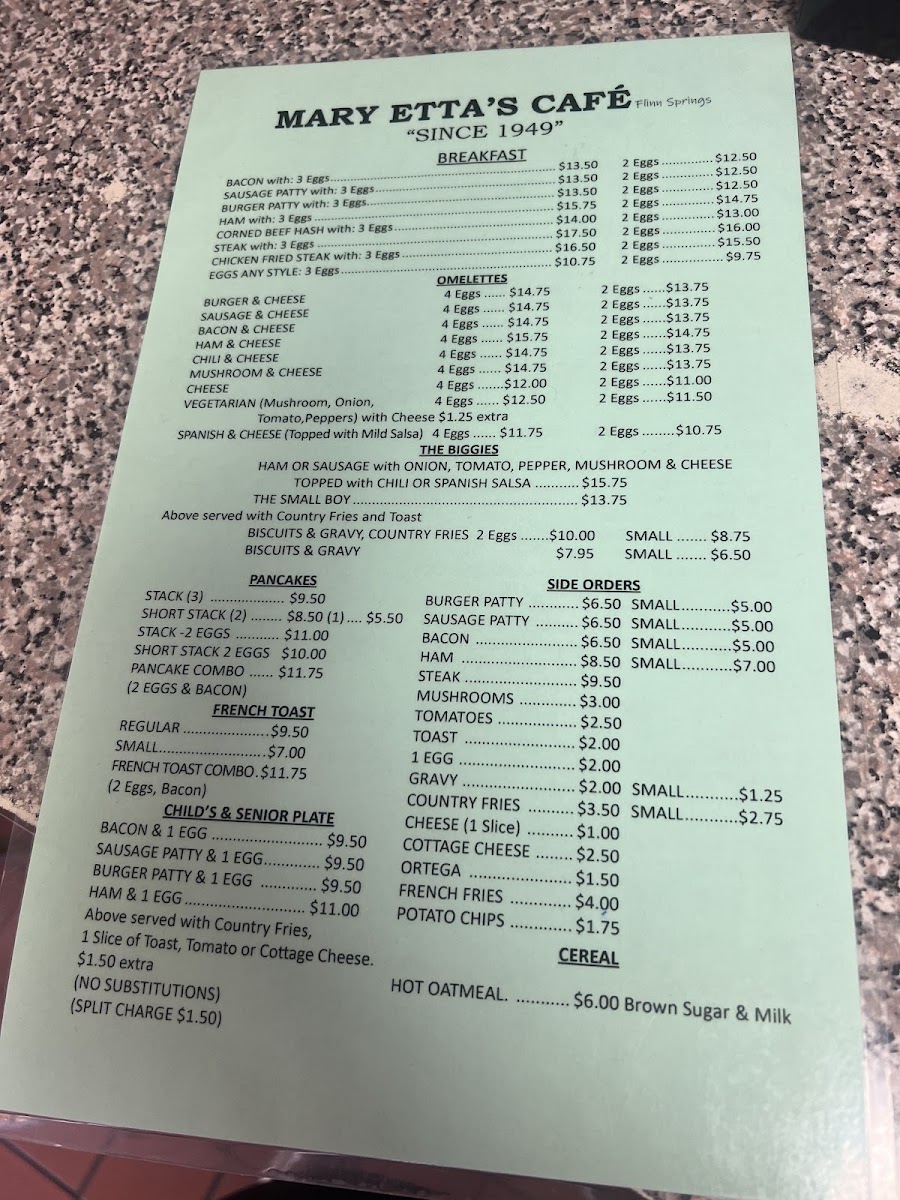 MARY ETTA'S CAFÉ Flinn Springs
"SINCE 1949"
BREAKFAST
BACON with: 3 Eggs.......... $13.50 2 Eggs .......... $12.50
SAUSAGE PATTY with: 3 Eggs.......... $13.50 2 Eggs .......... $12.50
BURGER PATTY with: 3 Eggs.......... $13.50 2 Eggs .......... $12.50
HAM with: 3 Eggs .......... $15.75 2 Eggs .......... $14.75
CORNED BEEF HASH with: 3 Eggs.......... $14.00 2 Eggs .......... $13.00
STEAK with: 3 Eggs .......... $17.50 2 Eggs .......... $16.00
CHICKEN FRIED STEAK with: 3 Eggs.......... $16.50 2 Eggs .......... $15.50
EGGS ANY STYLE: 3 Eggs.......... $10.75 2 Eggs .......... $9.75
OMELETTES
BURGER & CHEESE 4 Eggs ...... $14.75 2 Eggs ......$13.75
SAUSAGE & CHEESE 4 Eggs ...... $14.75 2 Eggs ......$13.75
BACON & CHEESE 4 Eggs ...... $14.75 2 Eggs ......$13.75
HAM & CHEESE 4 Eggs ...... $15.75 2 Eggs ......$14.75
CHILI & CHEESE 4 Eggs ...... $14.75 2 Eggs ......$13.75
MUSHROOM & CHEESE 4 Eggs ...... $14.75 2 Eggs ......$13.75
CHEESE 4 Eggs .......$12.00 2 Eggs ......$11.00
VEGETARIAN (Mushroom, Onion, 4 Eggs ...... $12.50 2 Eggs ......$11.50
Tomato,Peppers) with Cheese $1.25 extra
SPANISH & CHEESE (Topped with Mild Salsa) 4 Eggs ...... $11.75 2 Eggs ........$10.75
THE BIGGIES
HAM OR SAUSAGE with ONION, TOMATO, PEPPER, MUSHROOM & CHEESE
TOPPED with CHILI OR SPANISH SALSA .......... $15.75
THE SMALL BOY.......... $13.75
Above served with Country Fries and Toast
BISCUITS & GRAVY, COUNTRY FRIES 2 Eggs .......$10.00 SMALL ....... $8.75
BISCUITS & GRAVY $7.95 SMALL ....... $6.50
PANCAKES
STACK (3) .................. $9.50
SHORT STACK (2) ........ $8.50 (1).... $5.50
STACK -2 EGGS ........... $11.00
SHORT STACK 2 EGGS $10.00
PANCAKE COMBO ...... $11.75
(2 EGGS & BACON)
FRENCH TOAST
REGULAR .....................$9.50
SMALL..........................$7.00
FRENCH TOAST COMBO.$11.75
(2 Eggs, Bacon)
CHILD'S & SENIOR PLATE
BACON & 1 EGG .......................... $9.50
SAUSAGE PATTY & 1 EGG............. $9.50
BURGER PATTY & 1 EGG ............. $9.50
HAM & 1 EGG............................. $11.00
Above served with Country Fries,
1 Slice of Toast, Tomato or Cottage Cheese.
$1.50 extra
(NO SUBSTITUTIONS)
(SPLIT CHARGE $1.50)
SIDE ORDERS
BURGER PATTY ............ $6.50 SMALL...........$5.00
SAUSAGE PATTY .......... $6.50 SMALL...........$5.00
BACON ......................... $6.50 SMALL...........$5.00
HAM ............................ $8.50 SMALL...........$7.00
STEAK........................... $9.50
MUSHROOMS ............. $3.00
TOMATOES .................. $2.50
TOAST .......................... $2.00
1 EGG ........................... $2.00
GRAVY .......................... $2.00 SMALL...........$1.25
COUNTRY FRIES .......... $3.50 SMALL...........$2.75
CHEESE (1 Slice) .......... $1.00
COTTAGE CHEESE ........ $2.50
ORTEGA ........................ $1.50
FRENCH FRIES .............. $4.00
POTATO CHIPS .............. $1.75
CEREAL
HOT OATMEAL. ........... $6.00 Brown Sugar & Milk